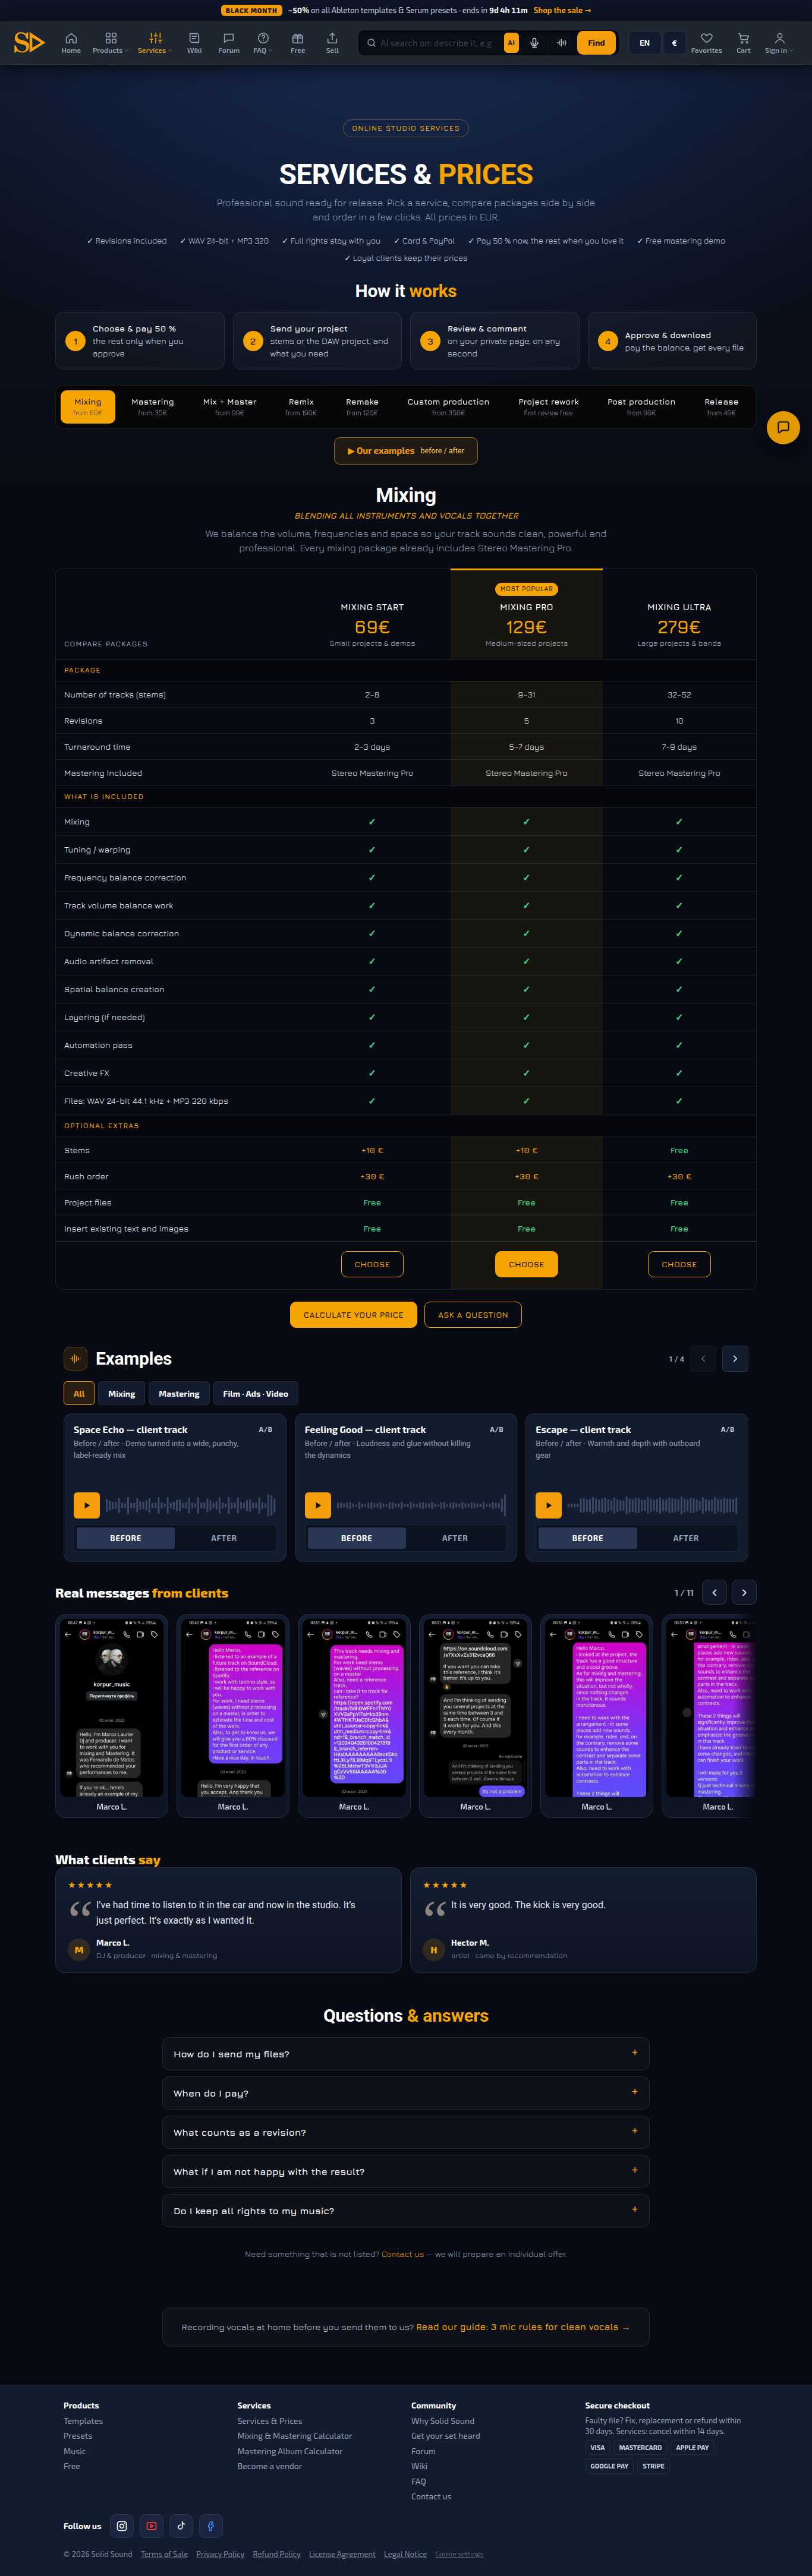 BLACK MONTH −50% on all Ableton templates & Serum presets · ends in 9d 4h 11m Shop the sale →
Home Products Services Wiki Forum FAQ Free Sell AI search on: describe it, e.g AI Find EN € Favorites Cart Sign in
ONLINE STUDIO SERVICES
SERVICES & PRICES
Professional sound ready for release. Pick a service, compare packages side by side
and order in a few clicks. All prices in EUR.
✓ Revisions included ✓ WAV 24-bit + MP3 320 ✓ Full rights stay with you ✓ Card & PayPal ✓ Pay 50 % now, the rest when you love it ✓ Free mastering demo
✓ Loyal clients keep their prices
How it works
1 Choose & pay 50 %
the rest only when you
approve
2 Send your project
stems or the DAW project, and
what you need
3 Review & comment
on your private page, on any
second
4 Approve & download
pay the balance, get every file
Mixing Mastering Mix + Master Remix Remake Custom production Project rework Post production Release
from 69€ from 35€ from 99€ from 190€ from 120€ from 350€ first review free from 90€ from 49€
▶ Our examples before / after
Mixing
BLENDING ALL INSTRUMENTS AND VOCALS TOGETHER
We balance the volume, frequencies and space so your track sounds clean, powerful and
professional. Every mixing package already includes Stereo Mastering Pro.
MOST POPULAR
MIXING START MIXING PRO MIXING ULTRA
69€ 129€ 279€
COMPARE PACKAGES Small projects & demos Medium-sized projects Large projects & bands
PACKAGE
Number of tracks (stems) 2–8 9–31 32–52
Revisions 3 5 10
Turnaround time 2–3 days 5–7 days 7–9 days
Mastering included Stereo Mastering Pro Stereo Mastering Pro Stereo Mastering Pro
WHAT IS INCLUDED
Mixing ✓ ✓ ✓
Tuning / warping ✓ ✓ ✓
Frequency balance correction ✓ ✓ ✓
Track volume balance work ✓ ✓ ✓
Dynamic balance correction ✓ ✓ ✓
Audio artifact removal ✓ ✓ ✓
Spatial balance creation ✓ ✓ ✓
Layering (if needed) ✓ ✓ ✓
Automation pass ✓ ✓ ✓
Creative FX ✓ ✓ ✓
Files: WAV 24-bit 44.1 kHz + MP3 320 kbps ✓ ✓ ✓
OPTIONAL EXTRAS
Stems +10 € +10 € Free
Rush order +30 € +30 € +30 €
Project files Free Free Free
Insert existing text and images Free Free Free
CHOOSE CHOOSE CHOOSE
CALCULATE YOUR PRICE ASK A QUESTION
Examples 1 / 4
All Mixing Mastering Film · Ads · Video
Space Echo — client track A/B
Before / after · Demo turned into a wide, punchy,
label-ready mix
BEFORE AFTER
Feeling Good — client track A/B
Before / after · Loudness and glue without killing
the dynamics
BEFORE AFTER
Escape — client track A/B
Before / after · Warmth and depth with outboard
gear
BEFORE AFTER
Real messages from clients 1 / 11
korpur_music
Переглянути профіль
Marco L. Marco L. Marco L. Marco L. Marco L. Marco L.
What clients say
★★★★★
“ I’ve had time to listen to it in the car and now in the studio. It’s
just perfect. It’s exactly as I wanted it.
M Marco L.
DJ & producer · mixing & mastering
★★★★★
“ It is very good. The kick is very good.
H Hector M.
artist · came by recommendation
Questions & answers
How do I send my files? +
When do I pay? +
What counts as a revision? +
What if I am not happy with the result? +
Do I keep all rights to my music? +
Need something that is not listed? Contact us — we will prepare an individual offer.
Recording vocals at home before you send them to us? Read our guide: 3 mic rules for clean vocals →
Products
Templates
Presets
Music
Free
Services
Services & Prices
Mixing & Mastering Calculator
Mastering Album Calculator
Become a vendor
Community
Why Solid Sound
Get your set heard
Forum
Wiki
FAQ
Contact us
Secure checkout
Faulty file? Fix, replacement or refund within
30 days. Services: cancel within 14 days.
VISA MASTERCARD APPLE PAY
GOOGLE PAY STRIPE
Follow us
© 2026 Solid Sound Terms of Sale Privacy Policy Refund Policy License Agreement Legal Notice Cookie settings